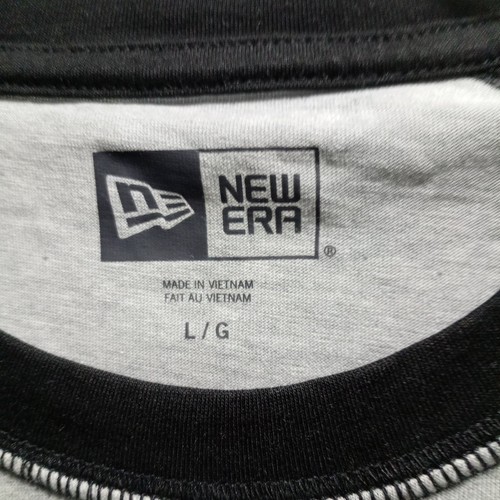 NEW
ERA
®
MADE IN VIETNAM
FAIT AU VIETNAM
L / G